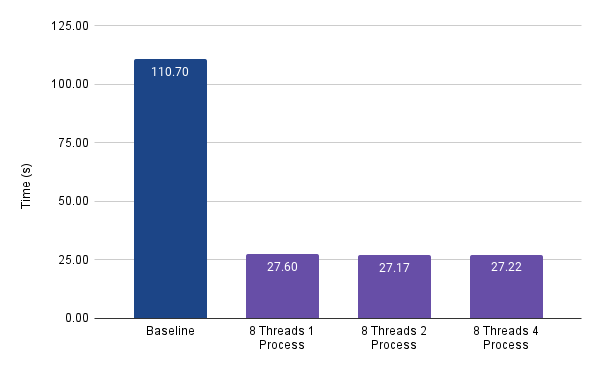 Time (s)
125.00
100.00
75.00
50.00
25.00
0.00
110.70
27.60
27.17
27.22
Baseline
8 Threads 1
Process
8 Threads 2
Process
8 Threads 4
Process